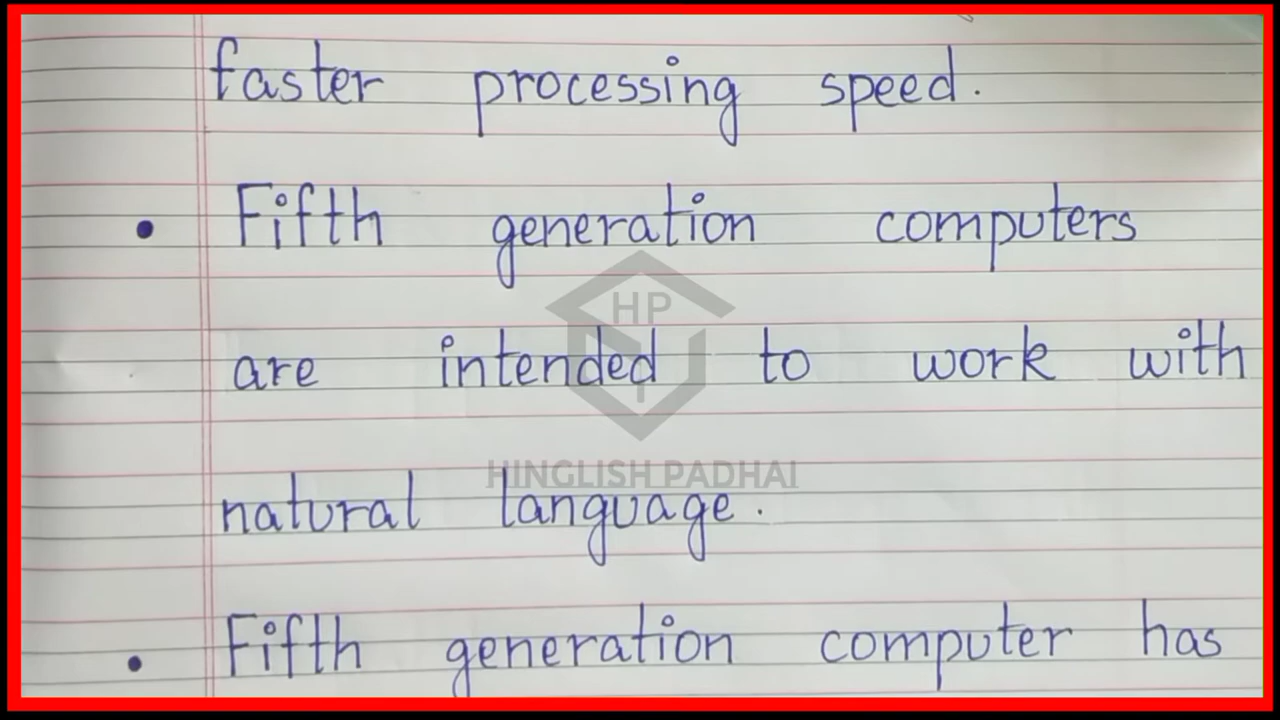 faster processing speed.
• Fifth generation computers
HP
are intended to work with
HINGLISH PADHAI
natural language.
• Fifth generation computer has